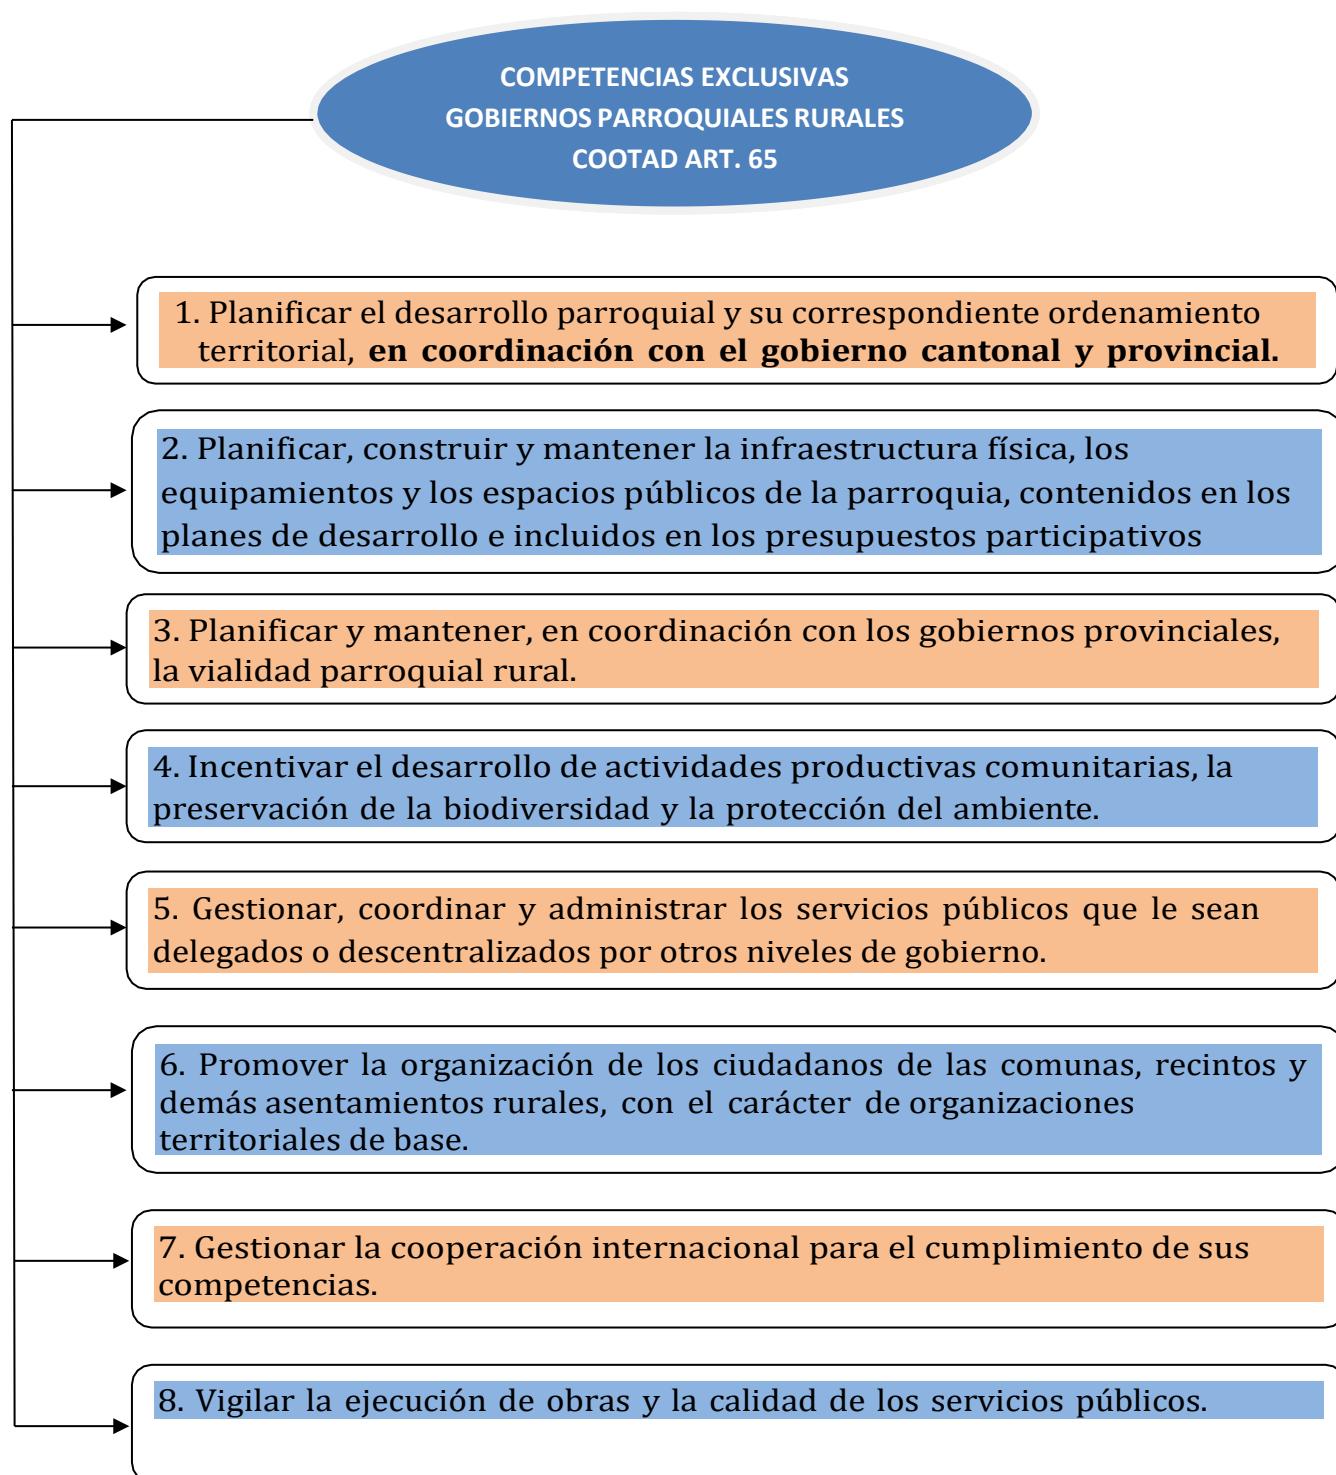 COMPETENCIAS EXCLUSIVAS
GOBIERNOS PARROQUIALES RURALES
COOTAD ART. 65
1. Planificar el desarrollo parroquial y su correspondiente ordenamiento
territorial, en coordinación con el gobierno cantonal y provincial.
2. Planificar, construir y mantener la infraestructura física, los
equipamientos y los espacios públicos de la parroquia, contenidos en los
planes de desarrollo e incluidos en los presupuestos participativos
3. Planificar y mantener, en coordinación con los gobiernos provinciales,
la vialidad parroquial rural.
4. Incentivar el desarrollo de actividades productivas comunitarias, la
preservación de la biodiversidad y la protección del ambiente.
5. Gestionar, coordinar y administrar los servicios públicos que le sean
delegados o descentralizados por otros niveles de gobierno.
6. Promover la organización de los ciudadanos de las comunas, recintos y
demás asentamientos rurales, con el carácter de organizaciones
territoriales de base.
7. Gestionar la cooperación internacional para el cumplimiento de sus
competencias.
8. Vigilar la ejecución de obras y la calidad de los servicios públicos.